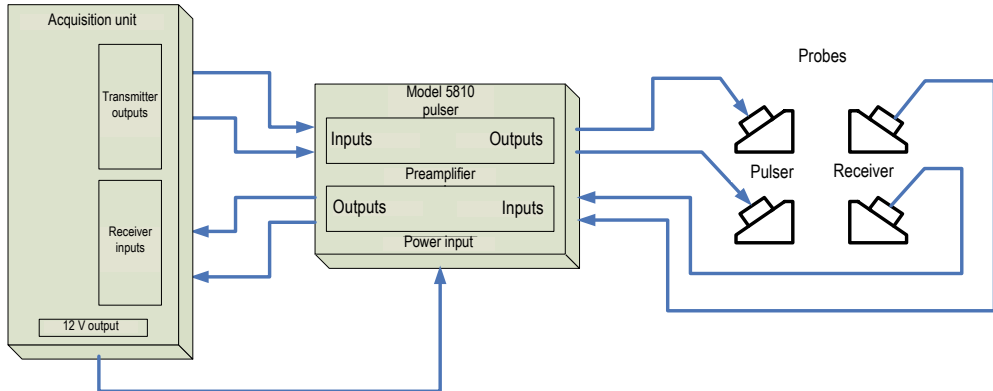 Acquisition unit
Transmitter
outputs
Receiver
inputs
12 V output
Model 5810
pulser
Inputs Outputs
Preamplifier
Outputs Inputs
Power input
Probes
Pulser Receiver